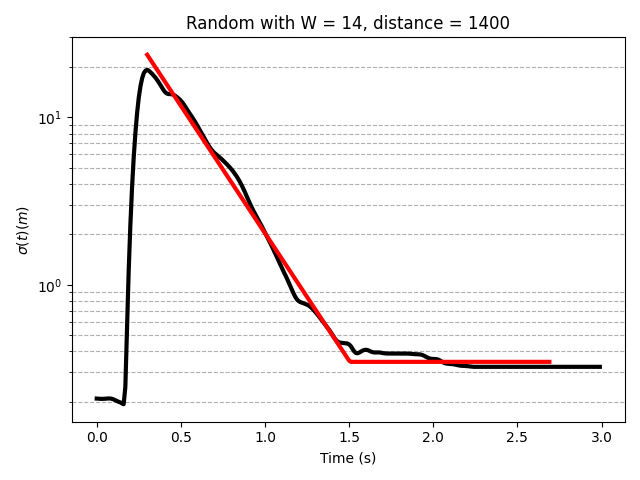 Random with W = 14, distance = 1400
10¹
10⁰
σ(t)(m)
0.0 0.5 1.0 1.5 2.0 2.5 3.0
Time (s)